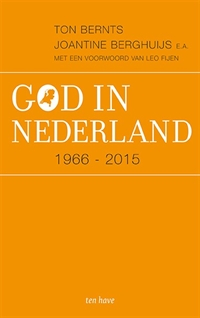 TON BERNTS
JOANTINE BERGHUIJS E.A.
MET EEN VOORWOORD VAN LEO FIJEN
GOD IN
NEDERLAND
1966 - 2015
ten have